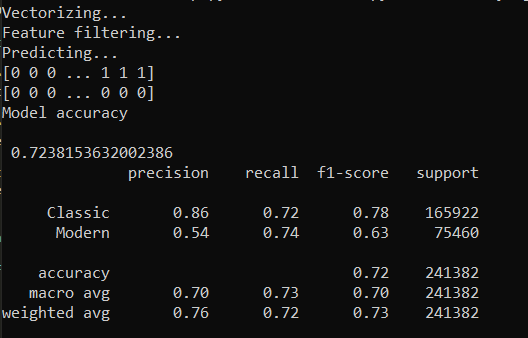 Vectorizing...
Feature filtering...
Predicting...
[0 0 0 ... 1 1 1]
[0 0 0 ... 0 0 0]
Model accuracy
0.7238153632002386
precision recall f1-score support
Classic 0.86 0.72 0.78 165922
Modern 0.54 0.74 0.63 75460
accuracy 0.72 241382
macro avg 0.70 0.73 0.70 241382
weighted avg 0.76 0.72 0.73 241382